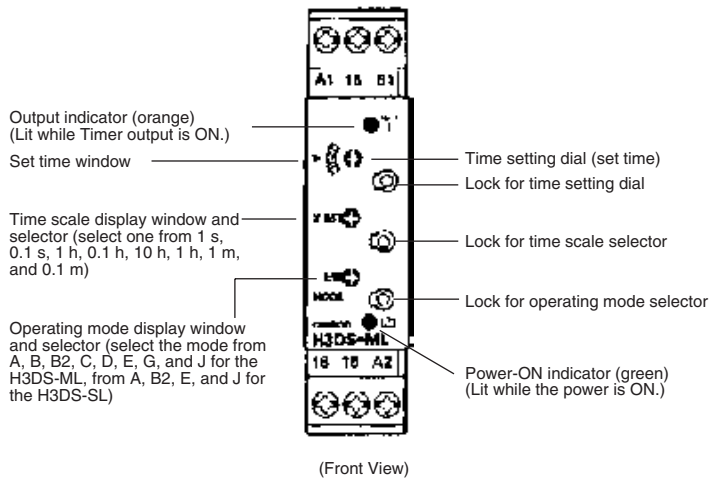 A1 15
Output indicator (orange)
(Lit while Timer output is ON.)
Set time window
Time setting dial (set time)
Lock for time setting dial
Time scale display window and
selector (select one from 1 s,
0.1 s, 1 h, 0.1 h, 10 h, 1 h, 1 m,
and 0.1 m)
Lock for time scale selector
MODE
Lock for operating mode selector
Operating mode display window
and selector (select the mode from
A, B, B2, C, D, E, G, and J for the
H3DS-ML, from A, B2, E, and J for
the H3DS-SL)
H3DS-ML
A2
Power-ON indicator (green)
(Lit while the power is ON.)
(Front View)